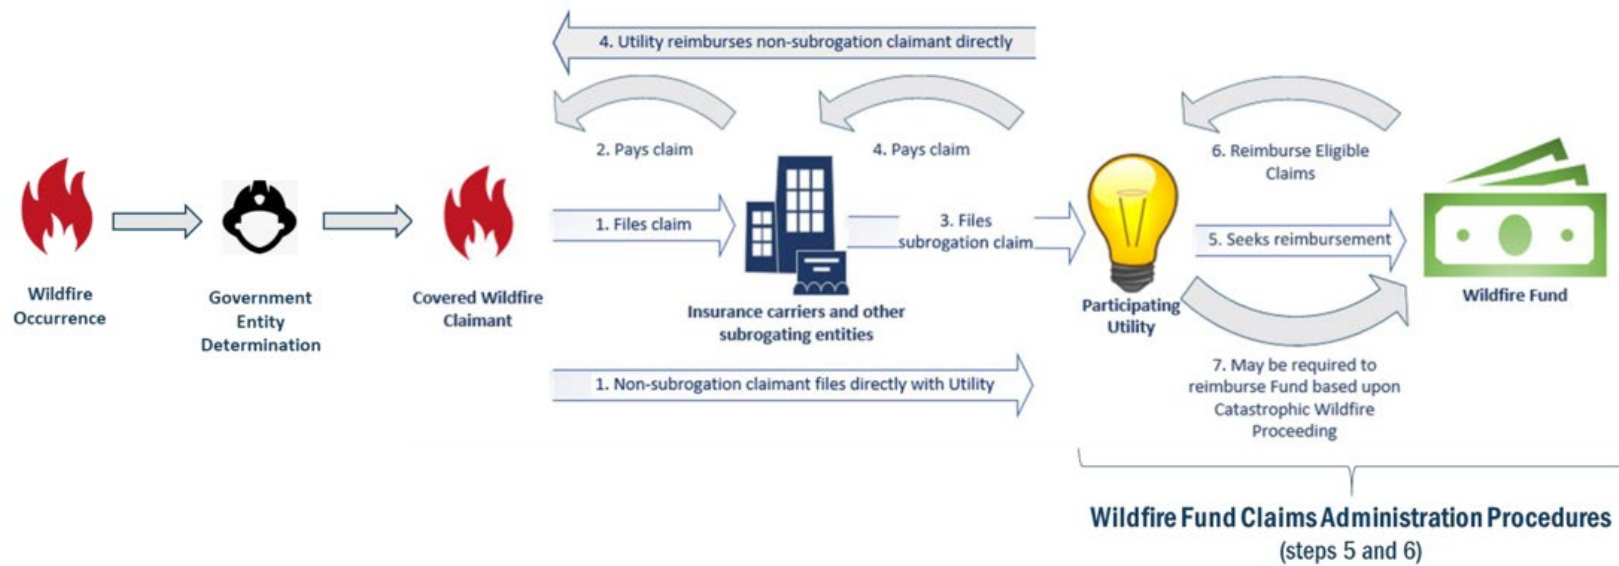 4. Utility reimburses non-subrogation claimant directly
2. Pays claim
4. Pays claim
6. Reimburse Eligible
Claims
1. Files claim
3. Files
subrogation claim
5. Seeks reimbursement
Wildfire
Occurrence
Government
Entity
Determination
Covered Wildfire
Claimant
Insurance carriers and other
subrogating entities
Participating
Utility
Wildfire Fund
1. Non-subrogation claimant files directly with Utility
7. May be required to
reimburse Fund based upon
Catastrophic Wildfire
Proceeding
Wildfire Fund Claims Administration Procedures
(steps 5 and 6)